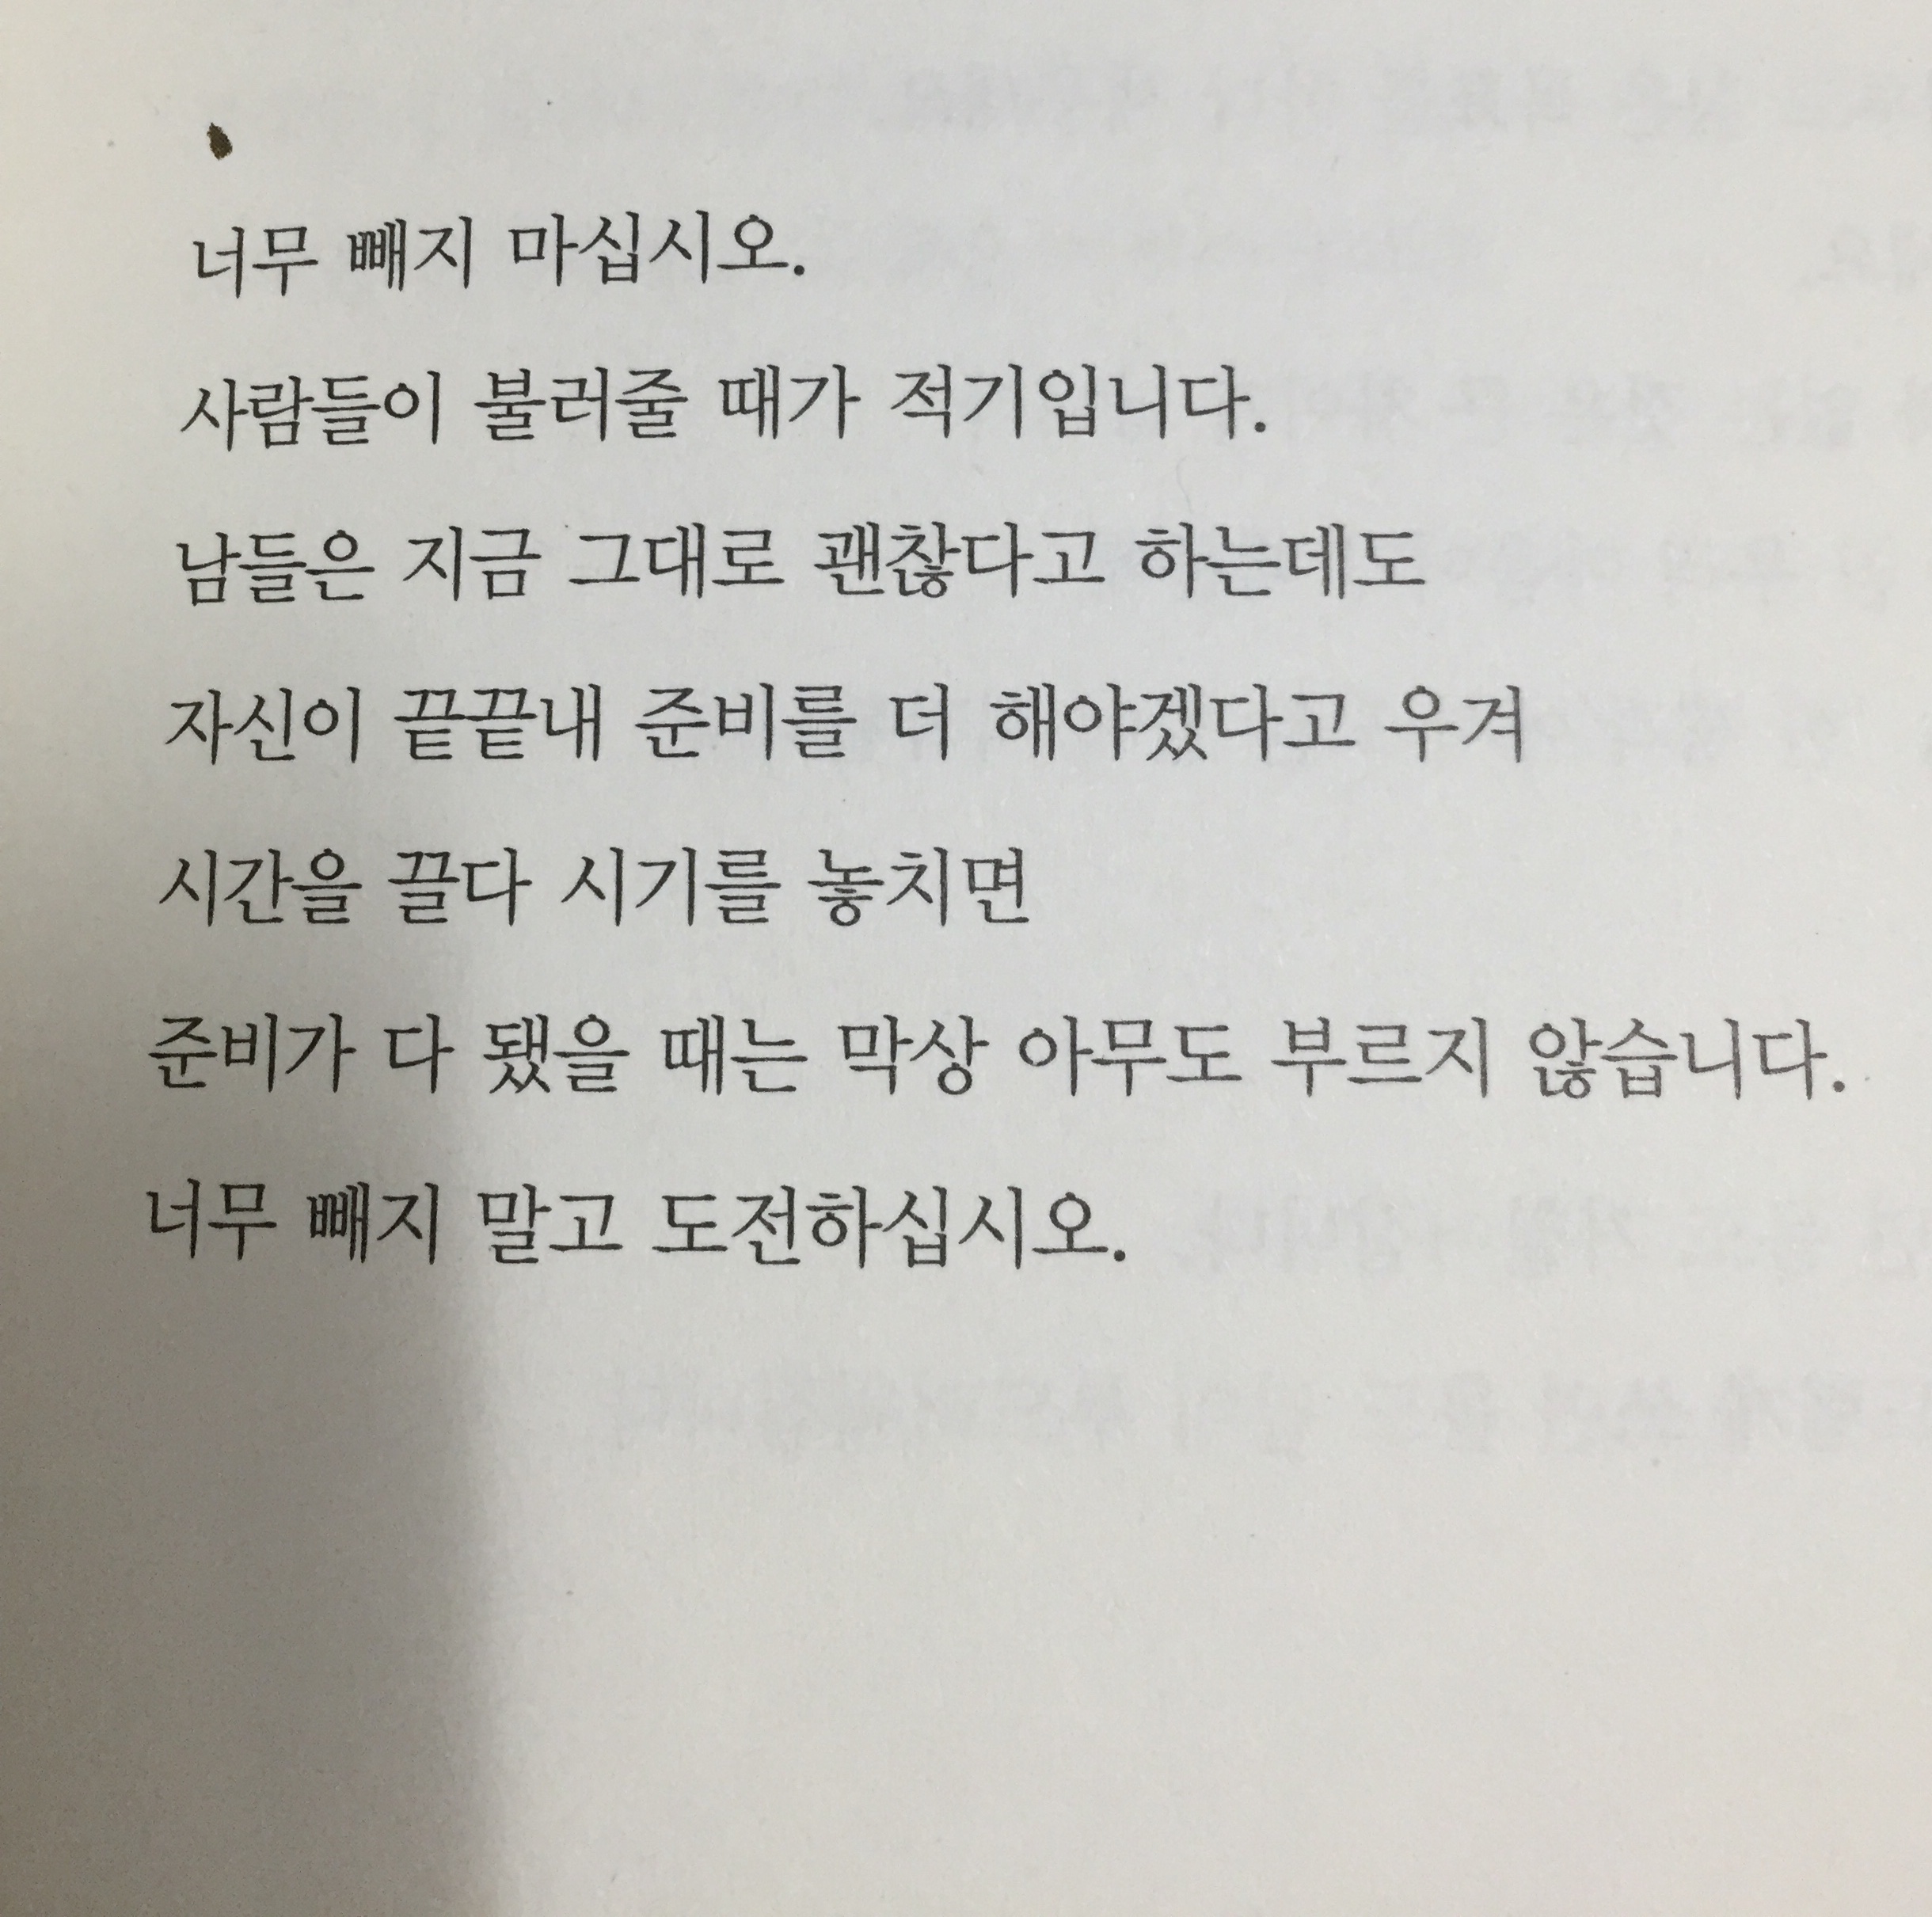 너무 빼지 마십시오.
사람들이 불러줄 때가 적기입니다.
남들은 지금 그대로 괜찮다고 하는데도
자신이 끝끝내 준비를 더 해야겠다고 우겨
시간을 끌다 시기를 놓치면
준비가 다 됐을 때는 막상 아무도 부르지 않습니다.
너무 빼지 말고 도전하십시오.